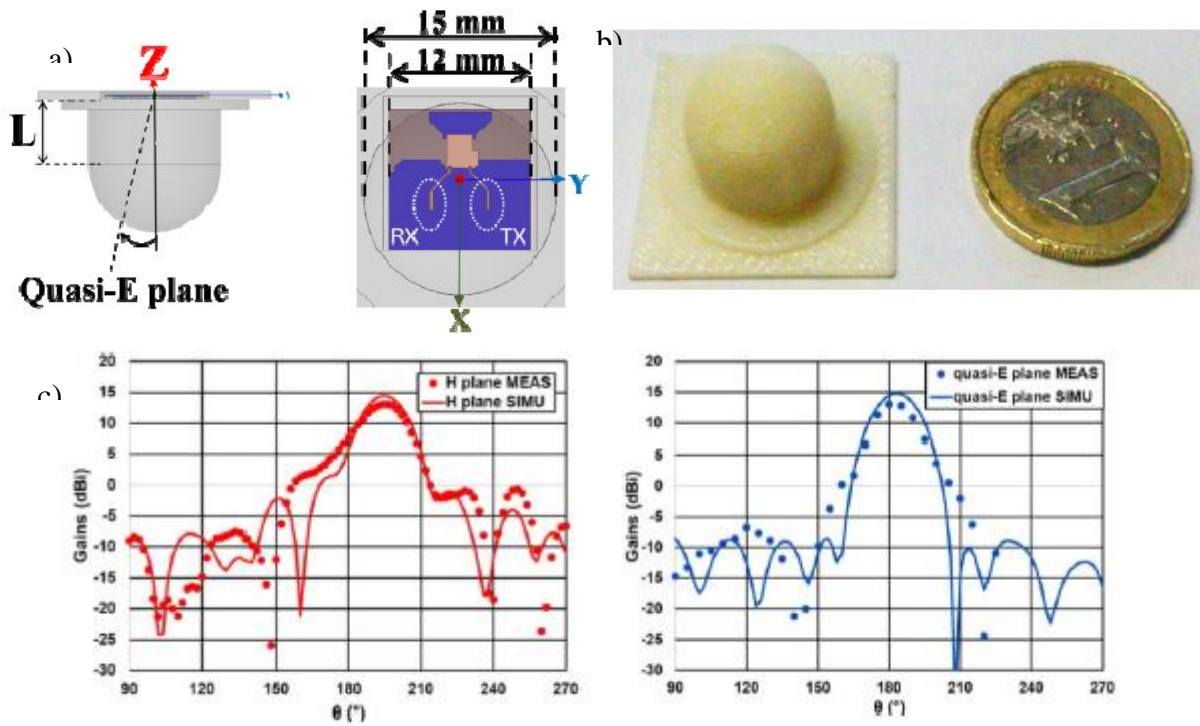 a)
Z
L
Quasi-E plane
15 mm
12 mm
Y
RX TX
X
b)
c)
20
15
10
5
0
-5
-10
-15
-20
-25
-30
Gains (dBi)
H plane MEAS
H plane SIMU
90 120 150 180 210 240 270
θ (°)
20
15
10
5
0
-5
-10
-15
-20
-25
-30
Gains (dBi)
quasi-E plane MEAS
quasi-E plane SIMU
90 120 150 180 210 240 270
θ (°)